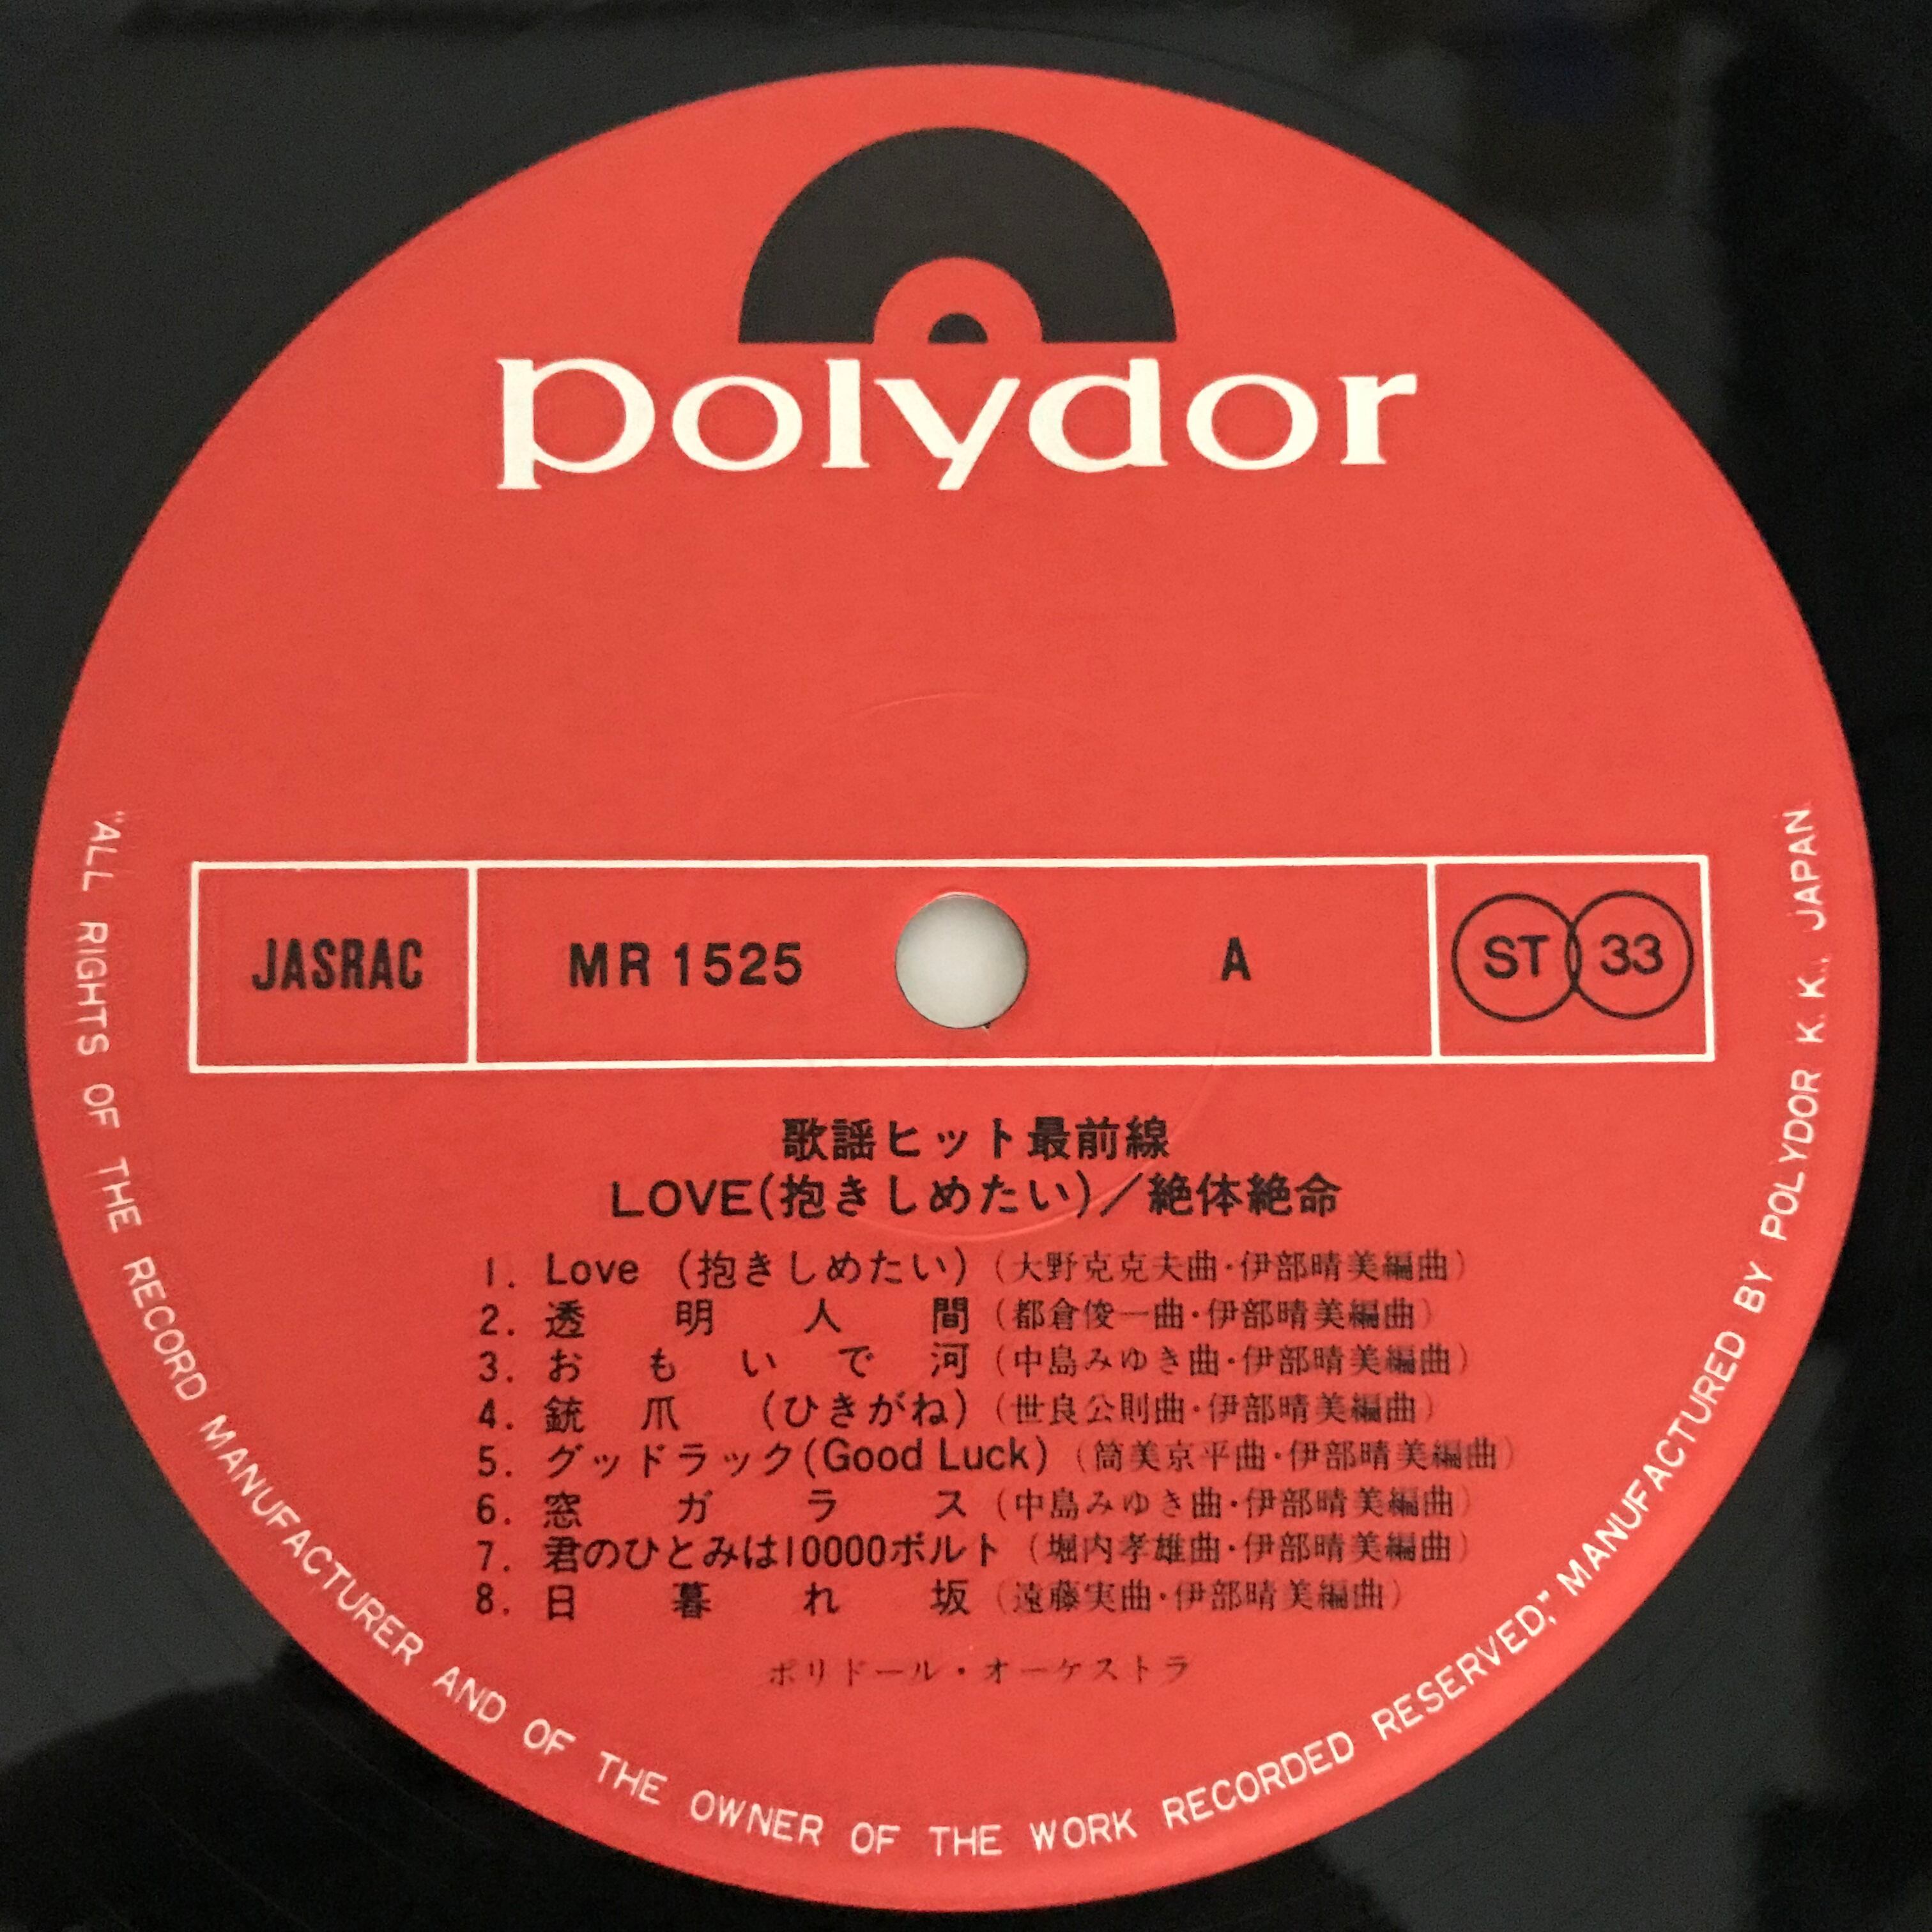 polydor
JASRAC
MR 1525
A
ST 33
歌謡ヒット最前線
LOVE(抱きしめたい)／絶体絶命
1. Love (抱きしめたい) (大野克克夫曲・伊部晴美編曲)
2. 透明人間 (都倉俊一曲・伊部晴美編曲)
3. おもいで河 (中島みゆき曲・伊部晴美編曲)
4. 銃爪 (ひきがね) (世良公則曲・伊部晴美編曲)
5. グッドラック(Good Luck) (筒美京平曲・伊部晴美編曲)
6. 窓ガラス (中島みゆき曲・伊部晴美編曲)
7. 君のひとみは10000ボルト (堀内孝雄曲・伊部晴美編曲)
8. 日暮れ坂 (遠藤実曲・伊部晴美編曲)
ポリドール・オーケストラ
"ALL RIGHTS OF THE RECORD MANUFACTURER AND OF THE OWNER OF THE WORK RECORDED RESERVED," MANUFACTURED BY POLYDOR K. K., JAPAN